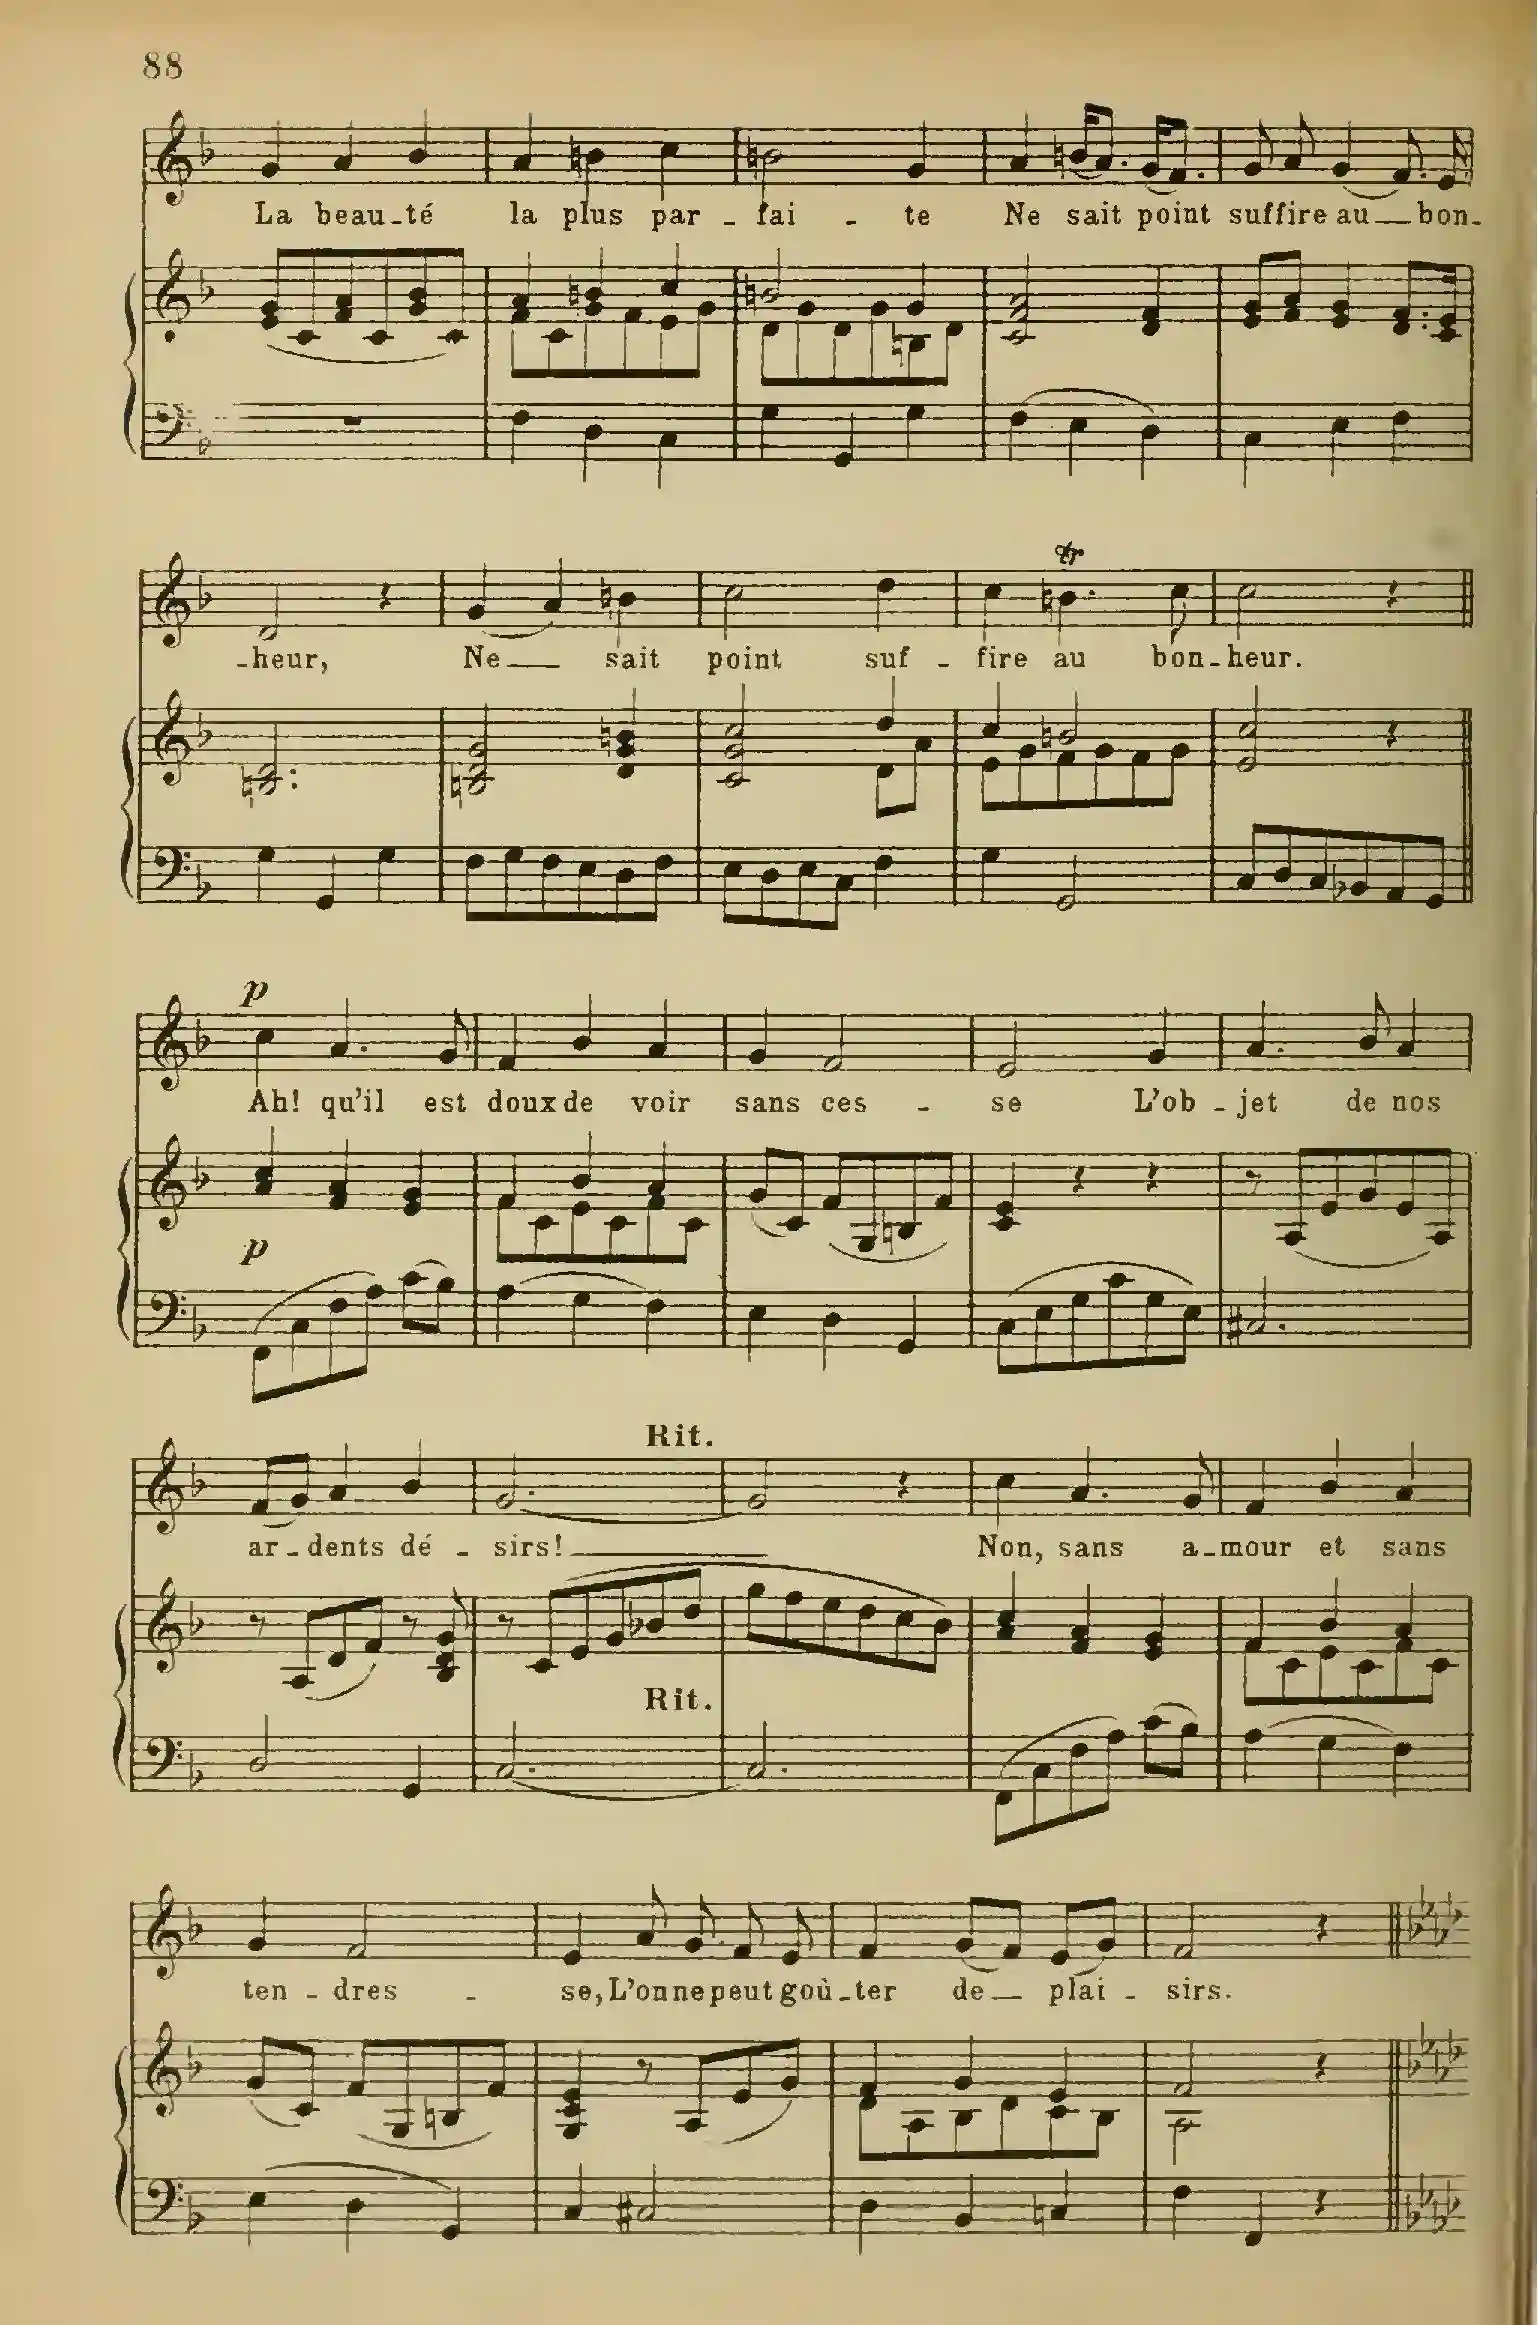 88
La beau-té la plus par-fai-te Ne sait point suffire au bon-
-heur, Ne sait point suf-fire au bon-heur.
p
Ah! qu'il est doux de voir sans ces-se L'ob-jet de nos
p
Rit.
ar-dents dé-sirs! Non, sans a-mour et sans
Rit.
ten-dres-se, L'on ne peut goû-ter de plai-sirs.